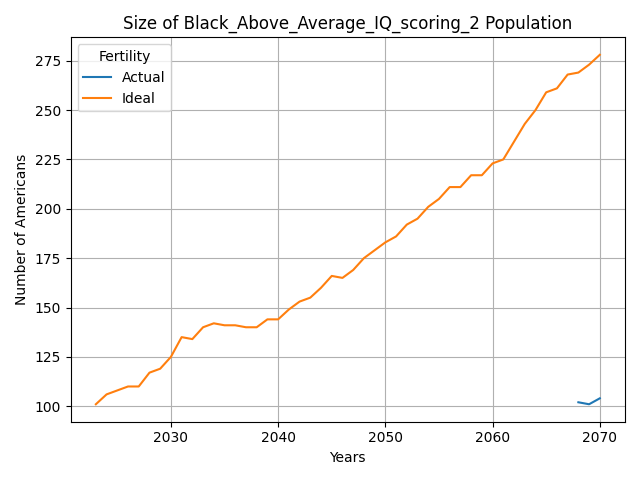 Size of Black_Above_Average_IQ_scoring_2 Population
Fertility
Actual
Ideal
275
250
225
200
175
150
125
100
Number of Americans
2030 2040 2050 2060 2070
Years